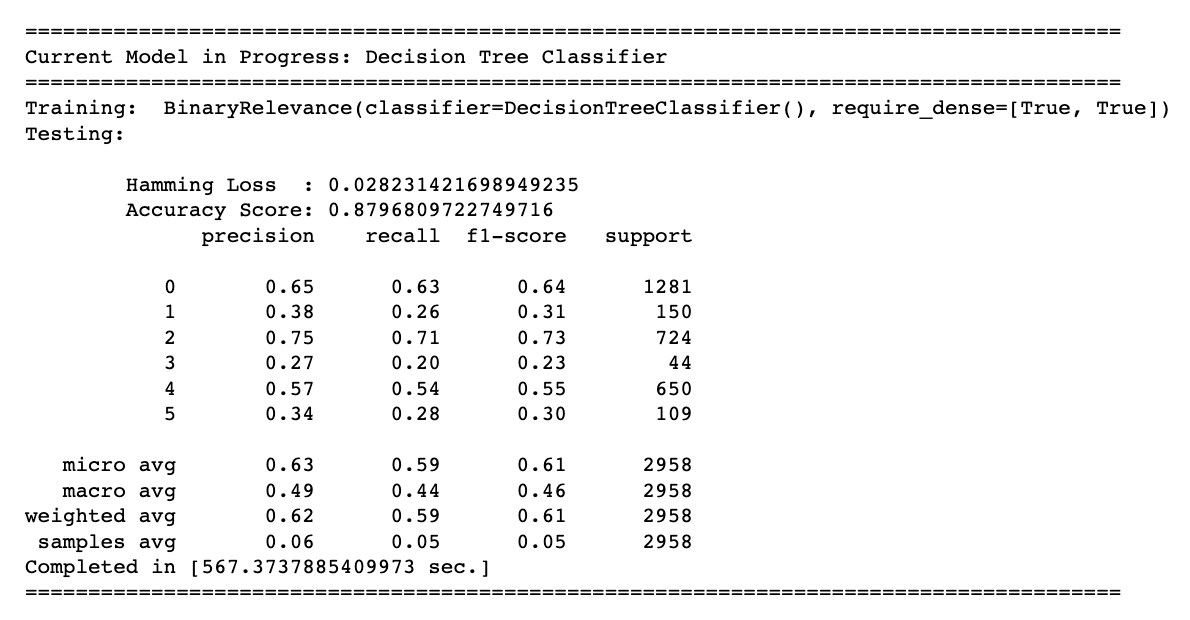 =======================================================================================
Current Model in Progress: Decision Tree Classifier
=======================================================================================
Training:  BinaryRelevance(classifier=DecisionTreeClassifier(), require_dense=[True, True])
Testing:
        Hamming Loss  : 0.028231421698949235
        Accuracy Score: 0.8796809722749716
              precision    recall  f1-score   support
           0       0.65      0.63      0.64      1281
           1       0.38      0.26      0.31       150
           2       0.75      0.71      0.73       724
           3       0.27      0.20      0.23        44
           4       0.57      0.54      0.55       650
           5       0.34      0.28      0.30       109
   micro avg       0.63      0.59      0.61      2958
   macro avg       0.49      0.44      0.46      2958
weighted avg       0.62      0.59      0.61      2958
 samples avg       0.06      0.05      0.05      2958
Completed in [567.3737885409973 sec.]
=======================================================================================